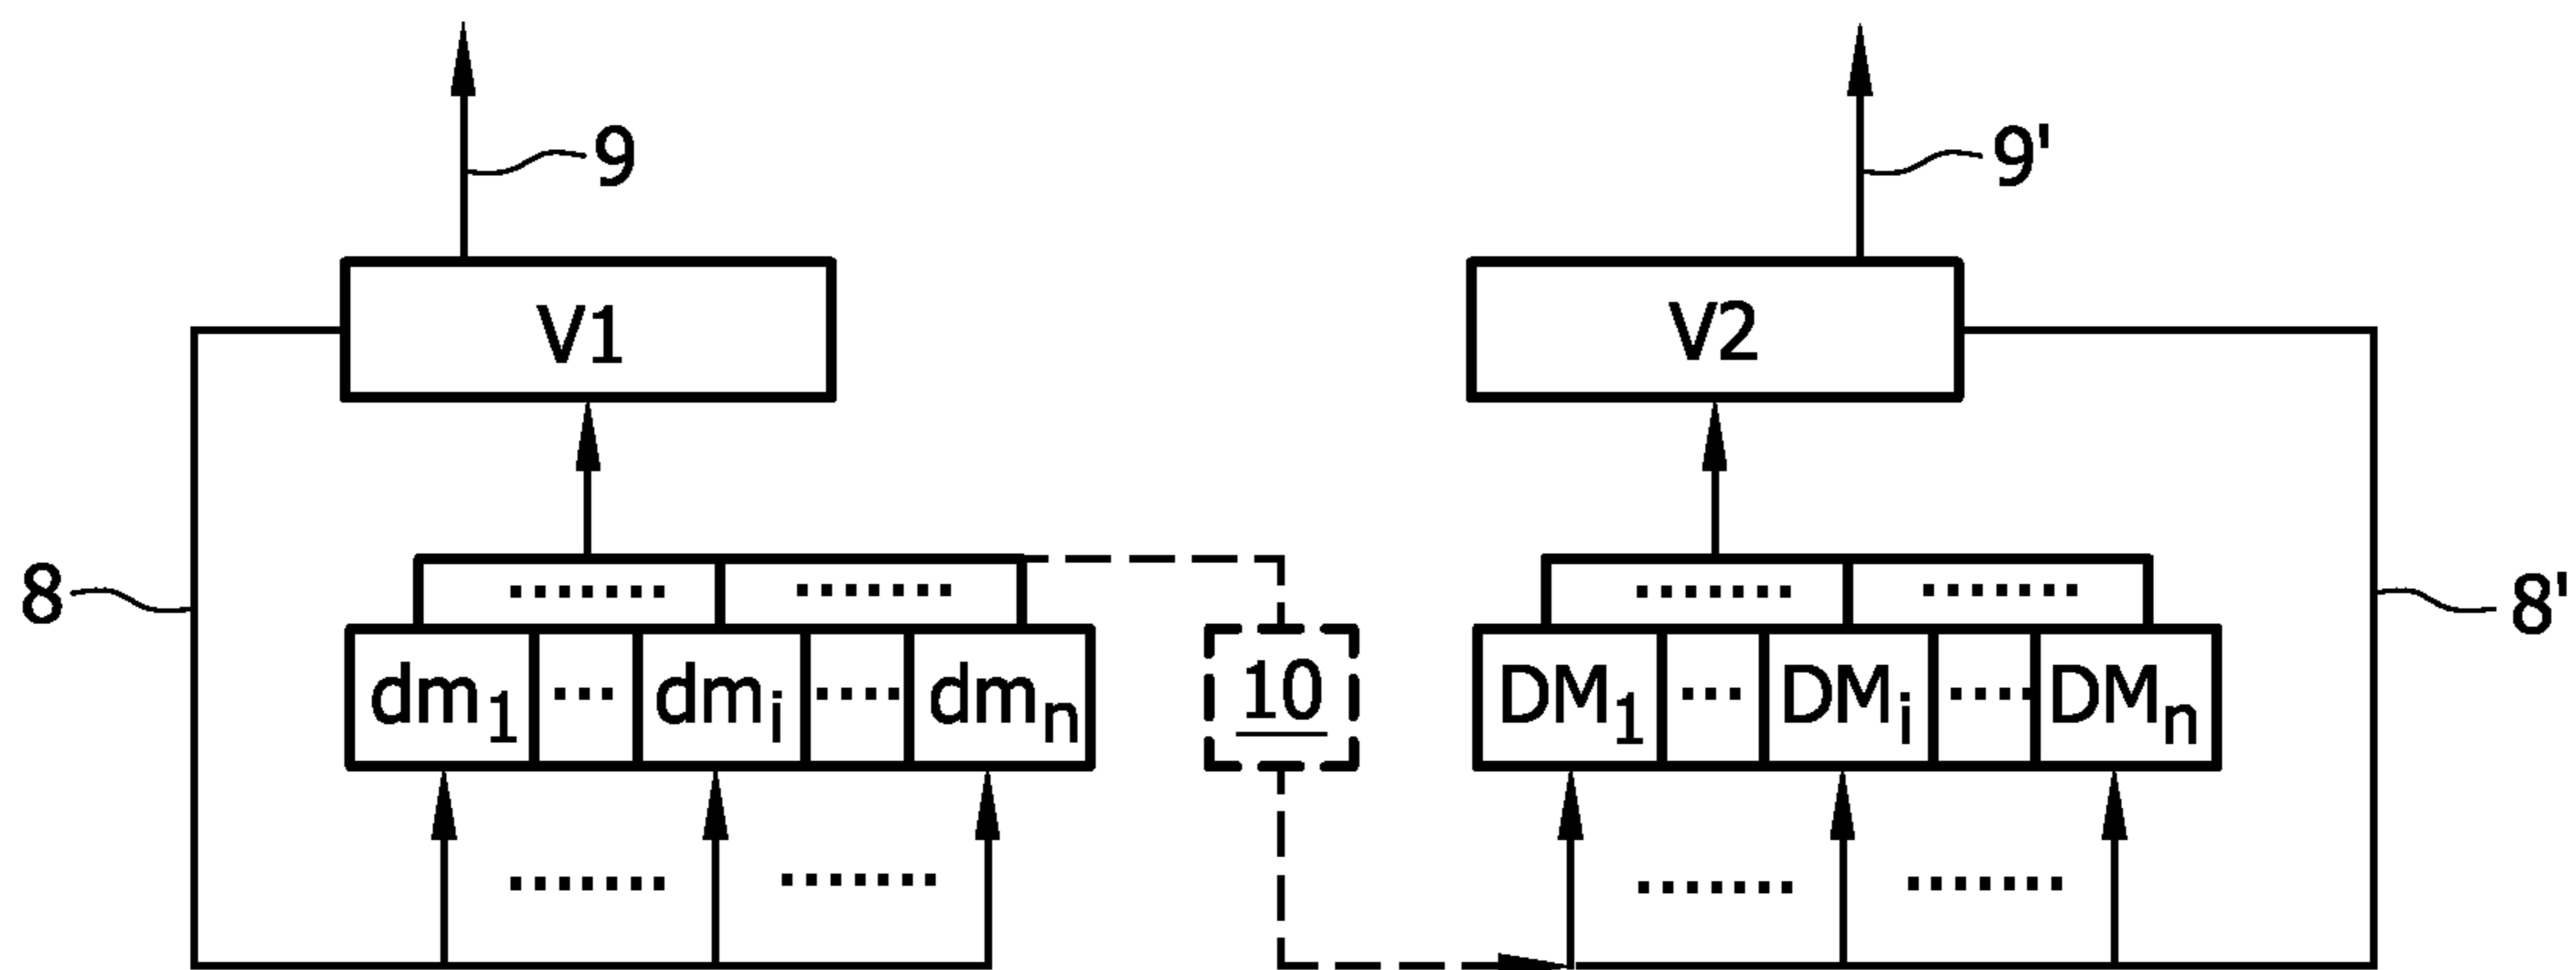 9 9'
V1 V2
8 ....... ....... ....... ....... 8'
dm₁ ... dmᵢ .... dmₙ 10 DM₁ ... DMᵢ .... DMₙ
....... ....... ....... .......